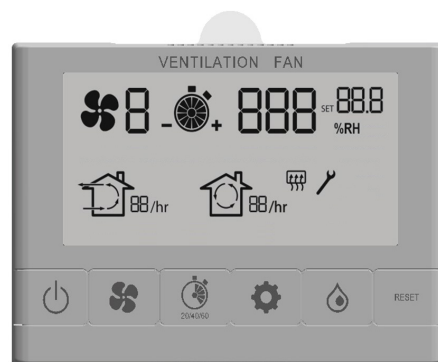 VENTILATION FAN
8 - + 888 SET 88.8
%RH
88/hr 88/hr
20/40/60
RESET